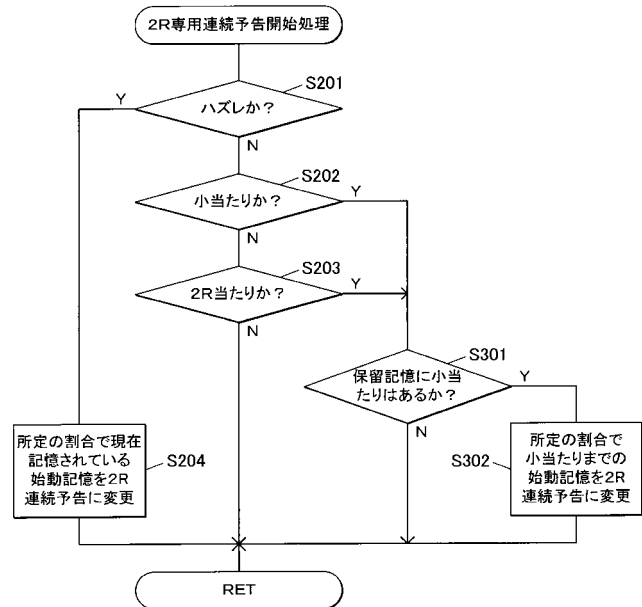 2R専用連続予告開始処理
S201
Y
ハズレか?
N
S202
小当たりか?
Y
N
S203
2R当たりか?
Y
N
S301
保留記憶に小当
たりはあるか?
Y
N
所定の割合で現在
記憶されている
始動記憶を2R
連続予告に変更
S204
S302
所定の割合で
小当たりまでの
始動記憶を2R
連続予告に変更
RET